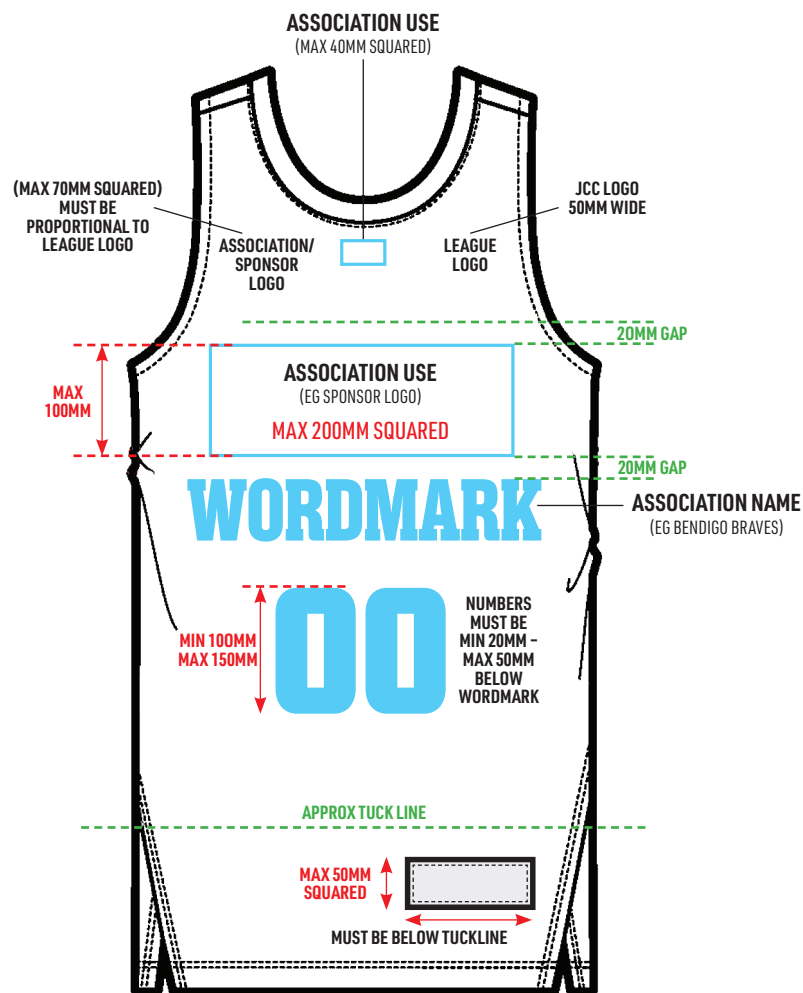 ASSOCIATION USE
(MAX 40MM SQUARED)
(MAX 70MM SQUARED)
MUST BE
PROPORTIONAL TO
LEAGUE LOGO
ASSOCIATION/
SPONSOR
LOGO
JCC LOGO
50MM WIDE
LEAGUE
LOGO
20MM GAP
MAX
100MM
ASSOCIATION USE
(EG SPONSOR LOGO)
MAX 200MM SQUARED
20MM GAP
WORDMARK
ASSOCIATION NAME
(EG BENDIGO BRAVES)
MIN 100MM
MAX 150MM
00
NUMBERS
MUST BE
MIN 20MM –
MAX 50MM
BELOW
WORDMARK
APPROX TUCK LINE
MAX 50MM
SQUARED
MUST BE BELOW TUCKLINE